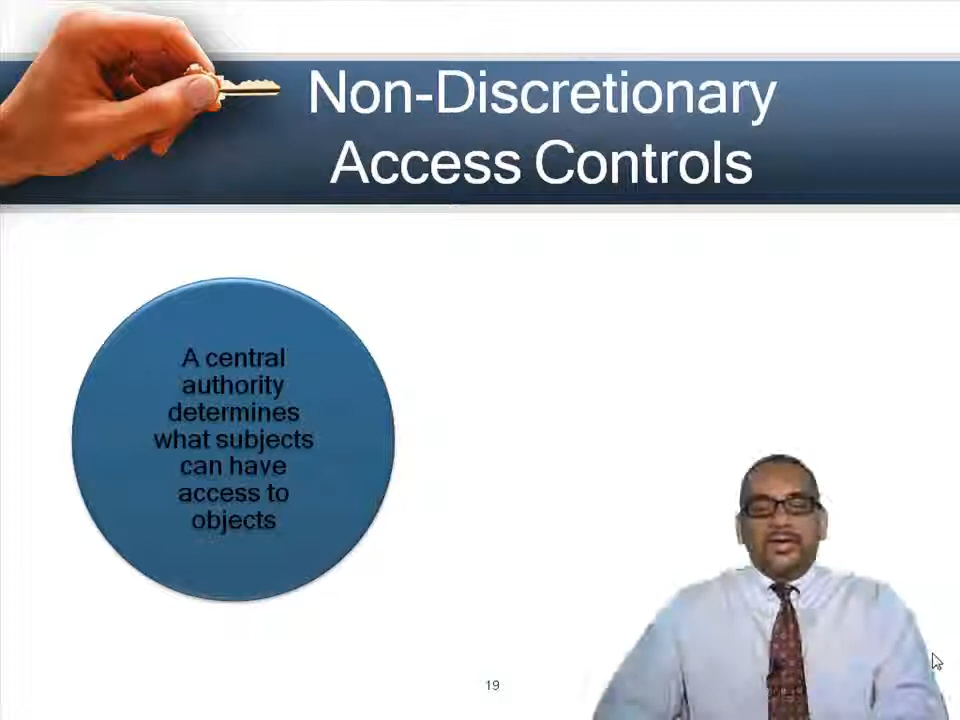 Non-Discretionary
Access Controls
A central
authority
determines
what subjects
can have
access to
objects
19